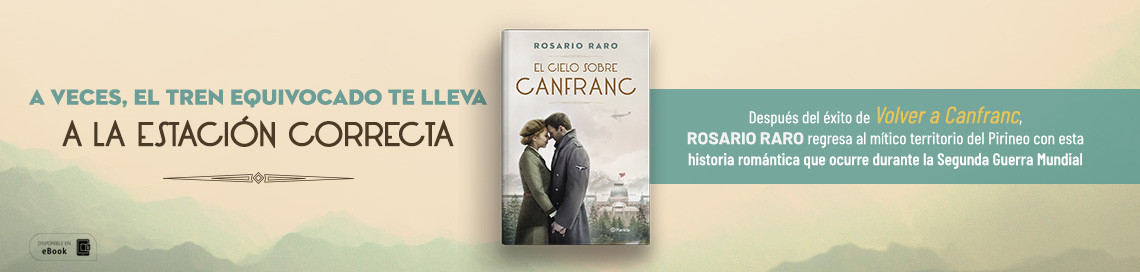 A VECES, EL TREN EQUIVOCADO TE LLEVA
A LA ESTACIÓN CORRECTA
DISPONIBLE EN
eBook
ROSARIO RARO
EL CIELO SOBRE
CANFRANC
Planeta
Después del éxito de Volver a Canfranc,
ROSARIO RARO regresa al mítico territorio del Pirineo con esta
historia romántica que ocurre durante la Segunda Guerra Mundial